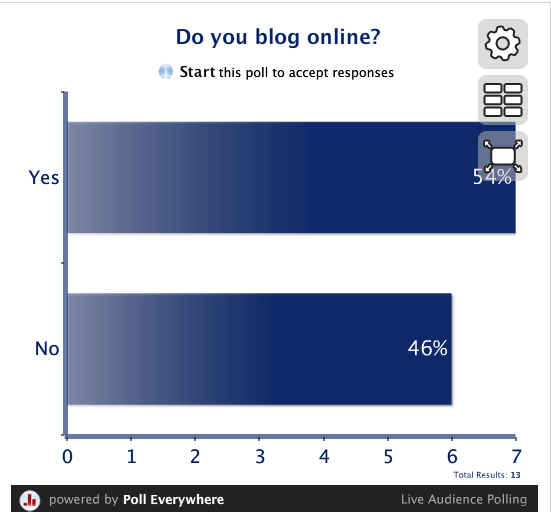 Do you blog online?
Start this poll to accept responses
Yes
54%
No
46%
0 1 2 3 4 5 6 7
Total Results: 13
powered by Poll Everywhere
Live Audience Polling